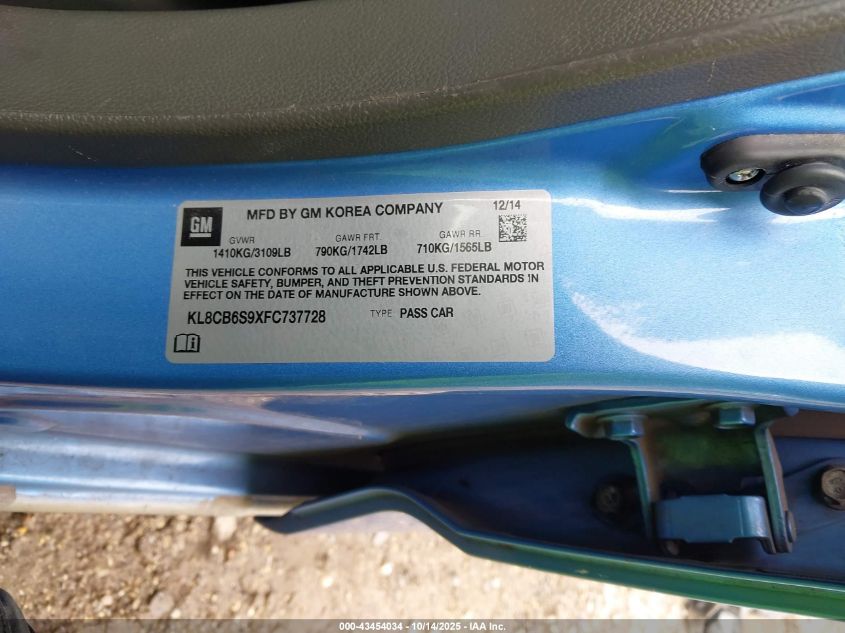 GM
MFD BY GM KOREA COMPANY 12/14
GVWR GAWR FRT GAWR RR
1410KG/3109LB 790KG/1742LB 710KG/1565LB
THIS VEHICLE CONFORMS TO ALL APPLICABLE U.S. FEDERAL MOTOR
VEHICLE SAFETY, BUMPER, AND THEFT PREVENTION STANDARDS IN
EFFECT ON THE DATE OF MANUFACTURE SHOWN ABOVE.
KL8CB6S9XFC737728 TYPE PASS CAR
000-43454034 - 10/14/2025 - IAA Inc.